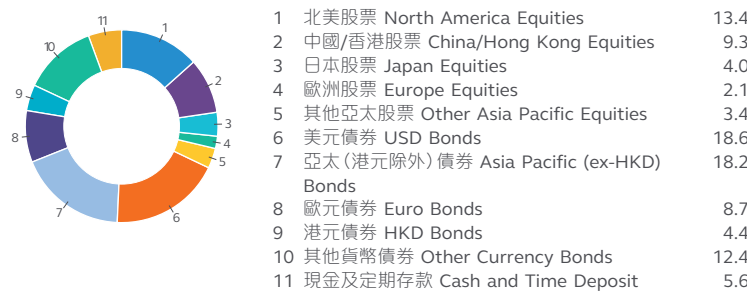 1 北美股票 North America Equities 13.4
2 中國/香港股票 China/Hong Kong Equities 9.3
3 日本股票 Japan Equities 4.0
4 歐洲股票 Europe Equities 2.1
5 其他亞太股票 Other Asia Pacific Equities 3.4
6 美元債券 USD Bonds 18.6
7 亞太(港元除外)債券 Asia Pacific (ex-HKD) 18.2
Bonds
8 歐元債券 Euro Bonds 8.7
9 港元債券 HKD Bonds 4.4
10 其他貨幣債券 Other Currency Bonds 12.4
11 現金及定期存款 Cash and Time Deposit 5.6
1
2
3
4
5
6
7
8
9
10
11